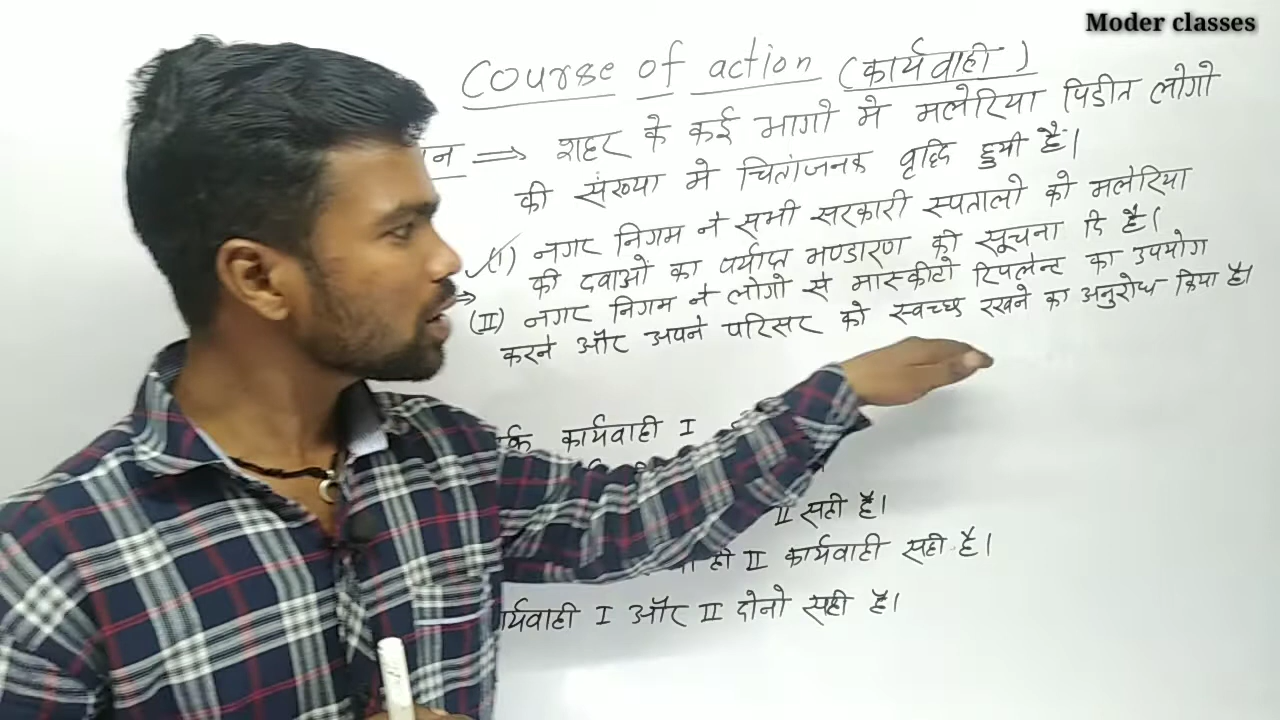 Moder classes
Course of action (कार्यवाही)
⇒ शहर के कई भागो मे मलेरिया पिडीत लोगो
की संख्या मे चितांजनक वृद्धि हुयी है।
(I) नगर निगम ने सभी सरकारी स्पतालो को मलेरिया
की दवाओं का पर्याप्त भण्डारण की सूचना दि है।
(II) नगर निगम ने लोगो से मास्कीटो रिपलेन्ट का उपयोग
करने और अपने परिसर को स्वच्छ रखने का अनुरोध किया है।
कार्यवाही I
II सही है।
II कार्यवाही सही है।
I और II दोनो सही है।